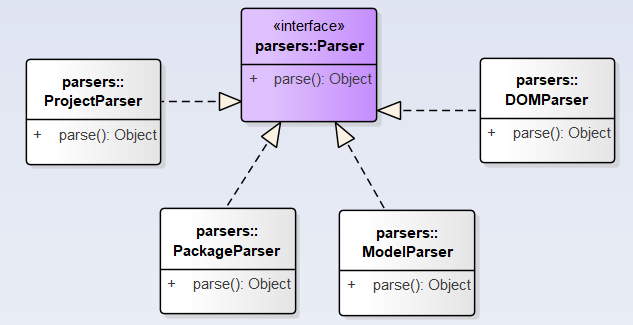 «interface»
parsers::Parser
+ parse(): Object
parsers::
ProjectParser
+ parse(): Object
parsers::
DOMParser
+ parse(): Object
parsers::
PackageParser
+ parse(): Object
parsers::
ModelParser
+ parse(): Object